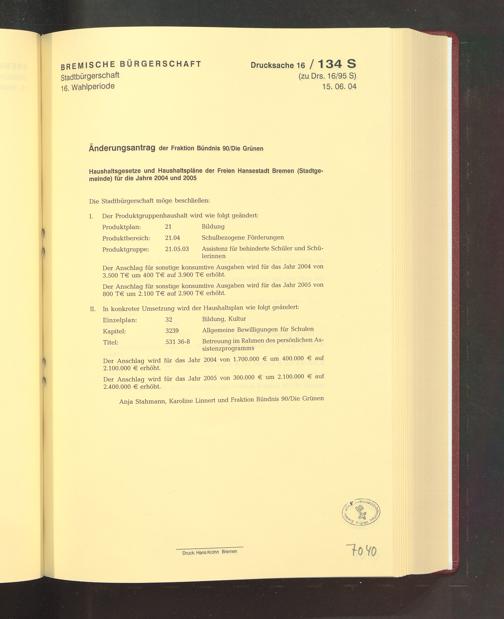 BREMISCHE BÜRGERSCHAFT
Stadtbürgerschaft
16. Wahlperiode
Drucksache 16 / 134 S
(zu Drs. 16/95 S)
15. 06. 04
Änderungsantrag der Fraktion Bündnis 90/Die Grünen
Haushaltsgesetze und Haushaltspläne der Freien Hansestadt Bremen (Stadtge-
meinde) für die Jahre 2004 und 2005
Die Stadtbürgerschaft möge beschließen:
I. Der Produktgruppenhaushalt wird wie folgt geändert:
Produktplan: 21 Bildung
Produktbereich: 21.04 Schulbezogene Förderungen
Produktgruppe: 21.05.03 Assistenz für behinderte Schüler und Schü-
lerinnen
Der Anschlag für sonstige konsumtive Ausgaben wird für das Jahr 2004 von
3.500 T€ um 400 T€ auf 3.900 T€ erhöht.
Der Anschlag für sonstige konsumtive Ausgaben wird für das Jahr 2005 von
800 T€ um 2.100 T€ auf 2.900 T€ erhöht.
II. In konkreter Umsetzung wird der Haushaltsplan wie folgt geändert:
Einzelplan: 32 Bildung, Kultur
Kapitel: 3239 Allgemeine Bewilligungen für Schulen
Titel: 531 36-8 Betreuung im Rahmen des persönlichen As-
sistenzprogramms
Der Anschlag wird für das Jahr 2004 von 1.700.000 € um 400.000 € auf
2.100.000 € erhöht.
Der Anschlag wird für das Jahr 2005 von 300.000 € um 2.100.000 € auf
2.400.000 € erhöht.
Anja Stahmann, Karoline Linnert und Fraktion Bündnis 90/Die Grünen
Druck: Hans Krohn Bremen
7040